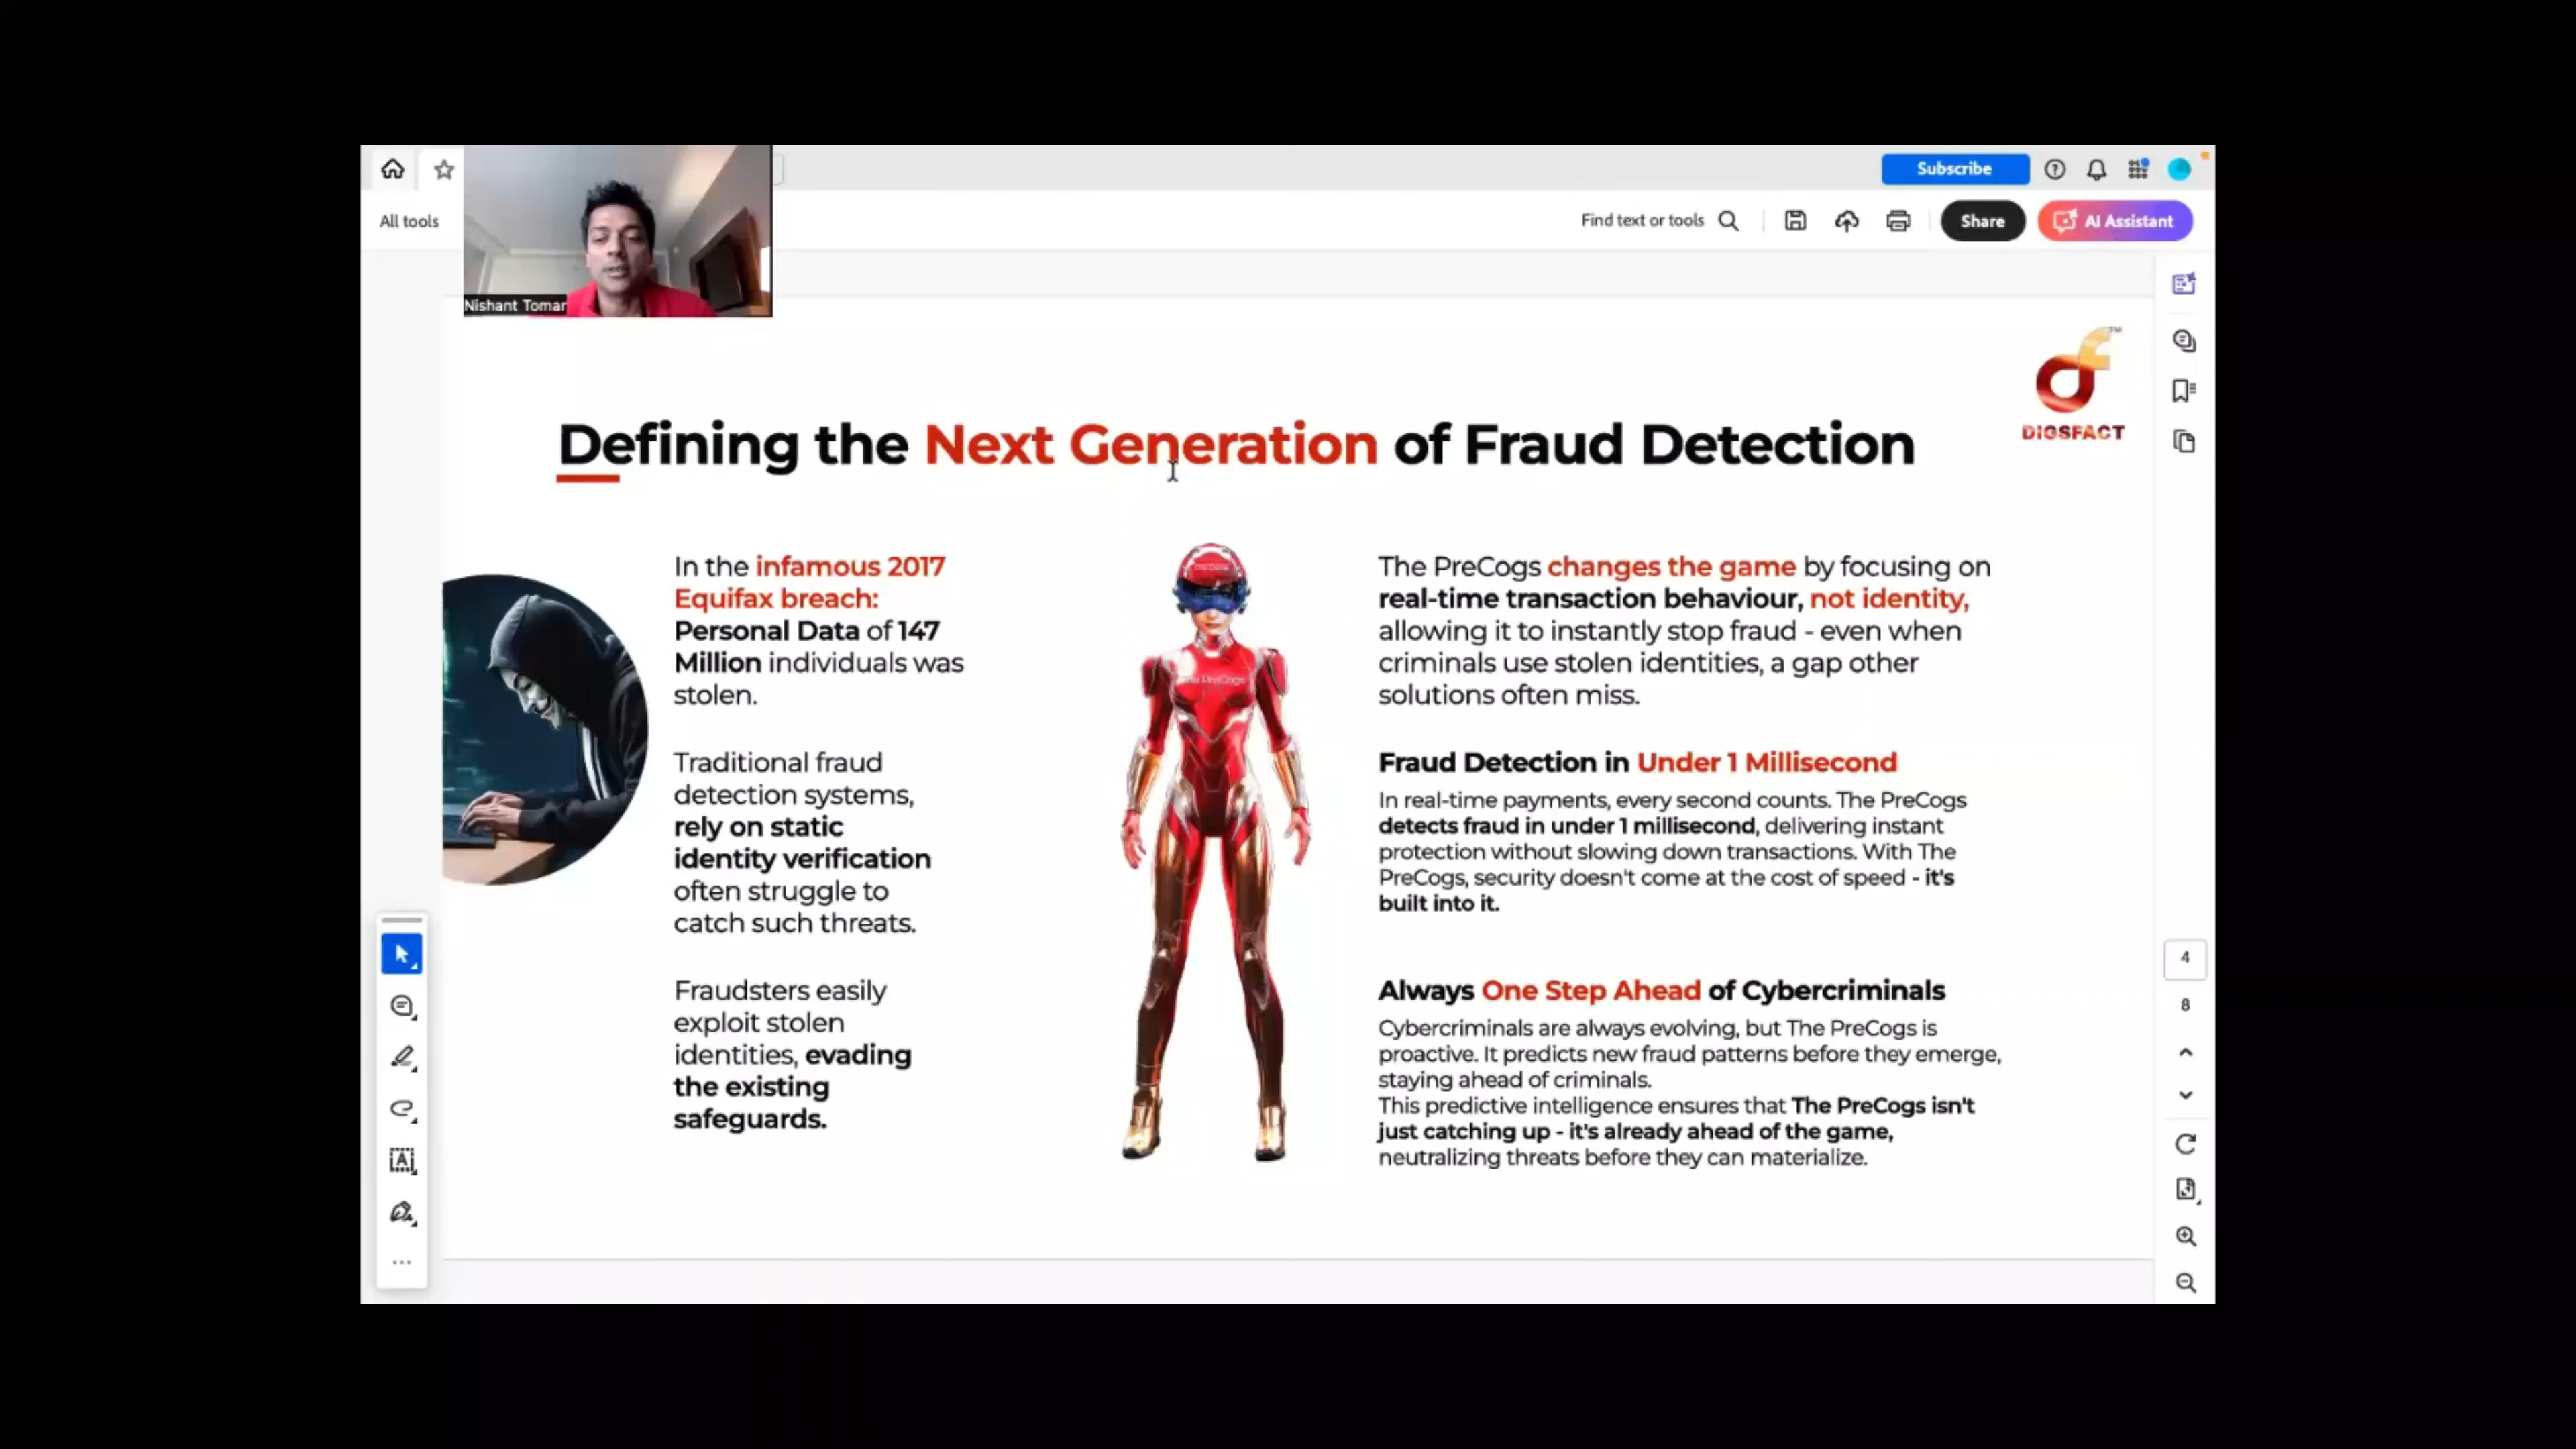 Subscribe
All tools
Find text or tools
Share
AI Assistant
Nishant Tomar
TM
DIGSFACT
Defining the Next Generation of Fraud Detection
In the infamous 2017
Equifax breach:
Personal Data of 147
Million individuals was
stolen.
Traditional fraud
detection systems,
rely on static
identity verification
often struggle to
catch such threats.
Fraudsters easily
exploit stolen
identities, evading
the existing
safeguards.
The PreCogs
The PreCogs changes the game by focusing on
real-time transaction behaviour, not identity,
allowing it to instantly stop fraud - even when
criminals use stolen identities, a gap other
solutions often miss.
Fraud Detection in Under 1 Millisecond
In real-time payments, every second counts. The PreCogs
detects fraud in under 1 millisecond, delivering instant
protection without slowing down transactions. With The
PreCogs, security doesn't come at the cost of speed - it's
built into it.
Always One Step Ahead of Cybercriminals
Cybercriminals are always evolving, but The PreCogs is
proactive. It predicts new fraud patterns before they emerge,
staying ahead of criminals.
This predictive intelligence ensures that The PreCogs isn't
just catching up - it's already ahead of the game,
neutralizing threats before they can materialize.
4
8